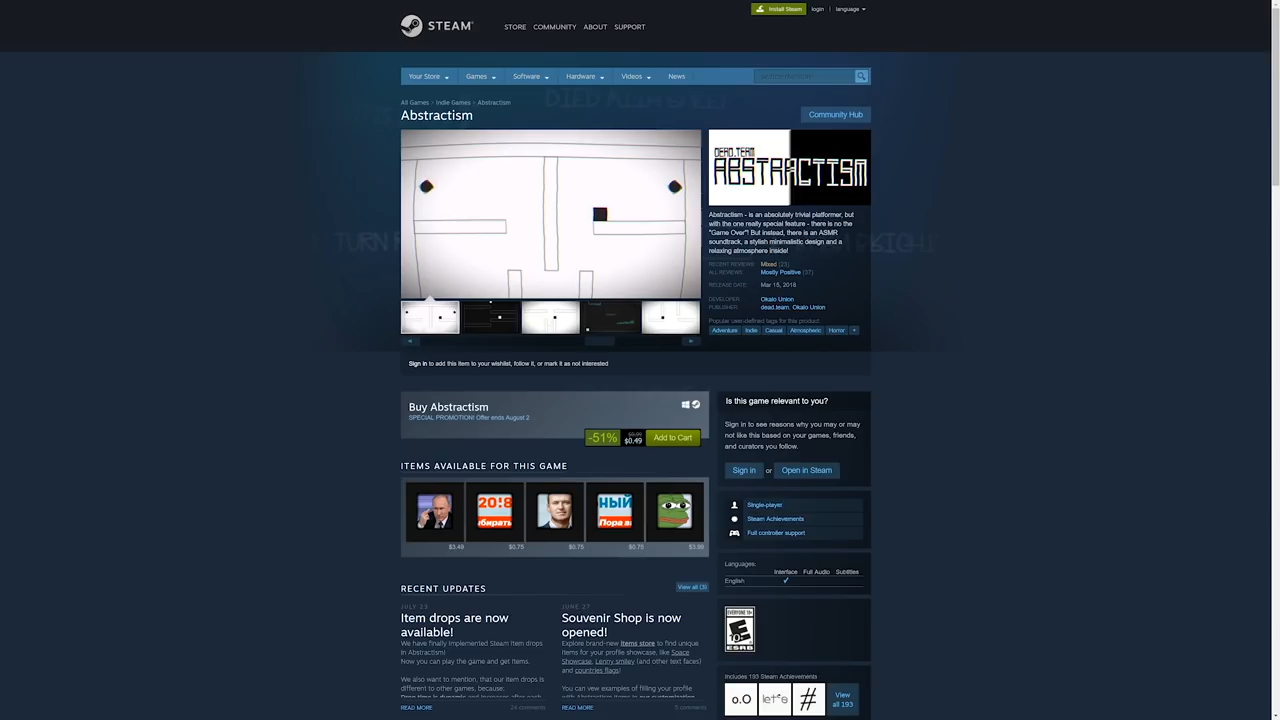 Install Steam login | language
STEAM
STORE COMMUNITY ABOUT SUPPORT
Your Store Games Software Hardware Videos News
All Games > Indie Games > Abstractism
Abstractism
Community Hub
DEAD.TEAM
ABSTRACTISM
Abstractism - is an absolutely trivial platformer, but
with the one really special feature - there is no the
"Game Over"! But instead, there is an ASMR
soundtrack, a stylish minimalistic design and a
relaxing atmosphere inside!
RECENT REVIEWS: Mixed (23)
ALL REVIEWS: Mostly Positive (37)
RELEASE DATE: Mar 15, 2018
DEVELOPER: Okalo Union
PUBLISHER: dead.team, Okalo Union
Popular user-defined tags for this product:
Adventure Indie Casual Atmospheric Horror +
Sign in to add this item to your wishlist, follow it, or mark it as not interested
Buy Abstractism
SPECIAL PROMOTION! Offer ends August 2
-51% $0.99 $0.49 Add to Cart
Is this game relevant to you?
Sign in to see reasons why you may or may
not like this based on your games, friends,
and curators you follow.
Sign in or Open in Steam
ITEMS AVAILABLE FOR THIS GAME
20!8
ыбирать
ный
Пора в
$3.49 $0.75 $0.75 $0.75 $3.99
Single-player
Steam Achievements
Full controller support
Languages:
Interface Full Audio Subtitles
English ✓
RECENT UPDATES View all (3)
JULY 23
Item drops are now
available!
We have finally implemented Steam item drops
in Abstractism!
Now you can play the game and get items.
We also want to mention, that our item drops is
different to other games, because:
READ MORE 24 comments
JUNE 27
Souvenir Shop is now
opened!
Explore brand-new Items store to find unique
items for your profile showcase, like Space
Showcase, Lenny smiley (and other text faces)
and countries flags!
You can vew examples of filling your profile
READ MORE 5 comments
EVERYONE 10+
E
10+
ESRB
Includes 193 Steam Achievements
o.O let's # View
all 193